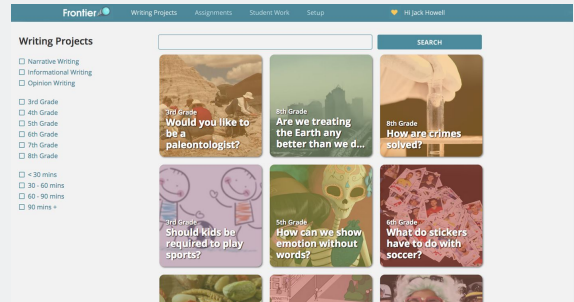 Frontier
Writing Projects
Assignments
Student Work
Setup
Hi Jack Howell
Writing Projects
Narrative Writing
Informational Writing
Opinion Writing
3rd Grade
4th Grade
5th Grade
6th Grade
7th Grade
8th Grade
< 30 mins
30 - 60 mins
60 - 90 mins
90 mins +
SEARCH
3rd Grade
Would you like to
be a
paleontologist?
8th Grade
Are we treating
the Earth any
better than we d...
8th Grade
How are crimes
solved?
3rd Grade
Should kids be
required to play
sports?
5th Grade
How can we show
emotion without
words?
6th Grade
What do stickers
have to do with
soccer?